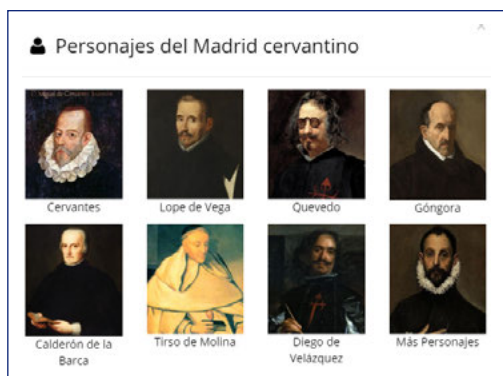 Personajes del Madrid cervantino
Cervantes
Lope de Vega
Quevedo
Góngora
Calderón de la
Barca
Tirso de Molina
Diego de
Velázquez
Más Personajes